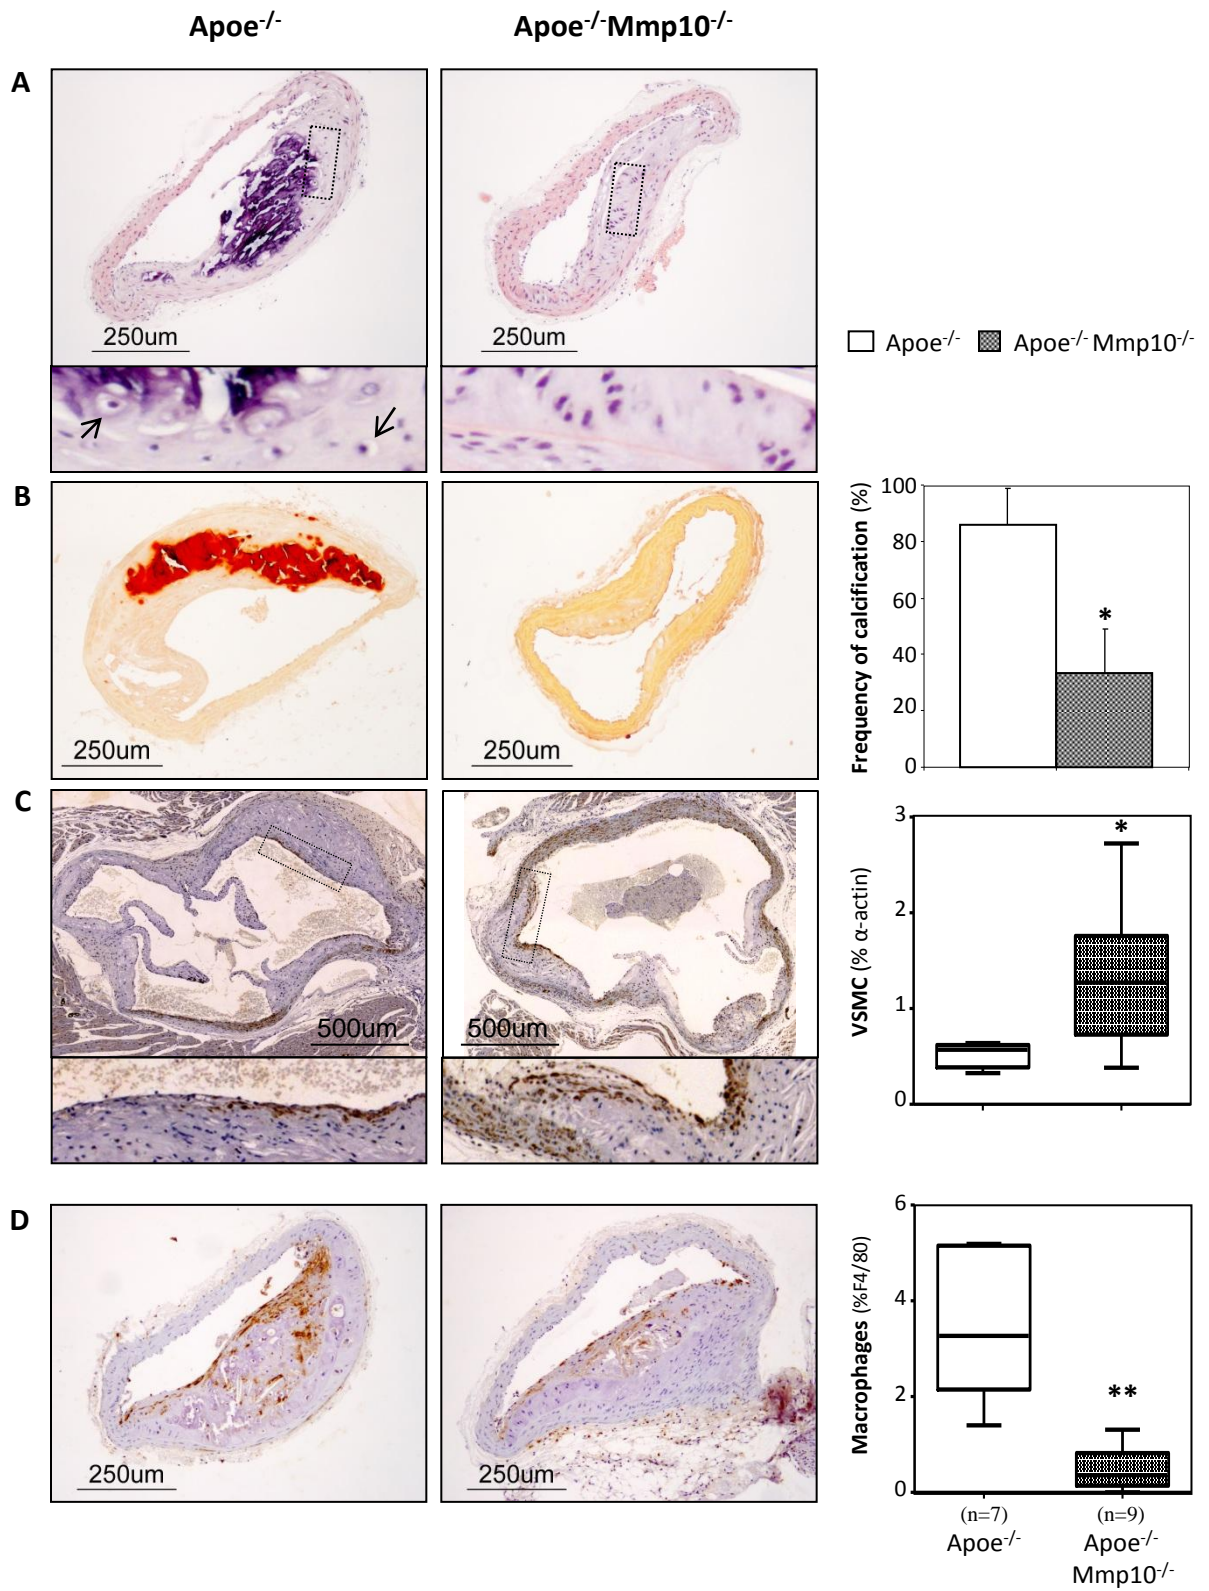 Apoe-/- Apoe-/-Mmp10-/-
A
250um 250um
Apoe-/- Apoe-/- Mmp10-/-
B
250um 250um
Frequency of calcification (%)
100
80
60
40
20
0
*
C
500um 500um
VSMC (% α-actin)
3
2
1
0
*
D
250um 250um
Macrophages (%F4/80)
6
4
2
0
**
(n=7) (n=9)
Apoe-/- Apoe-/-
Mmp10-/-